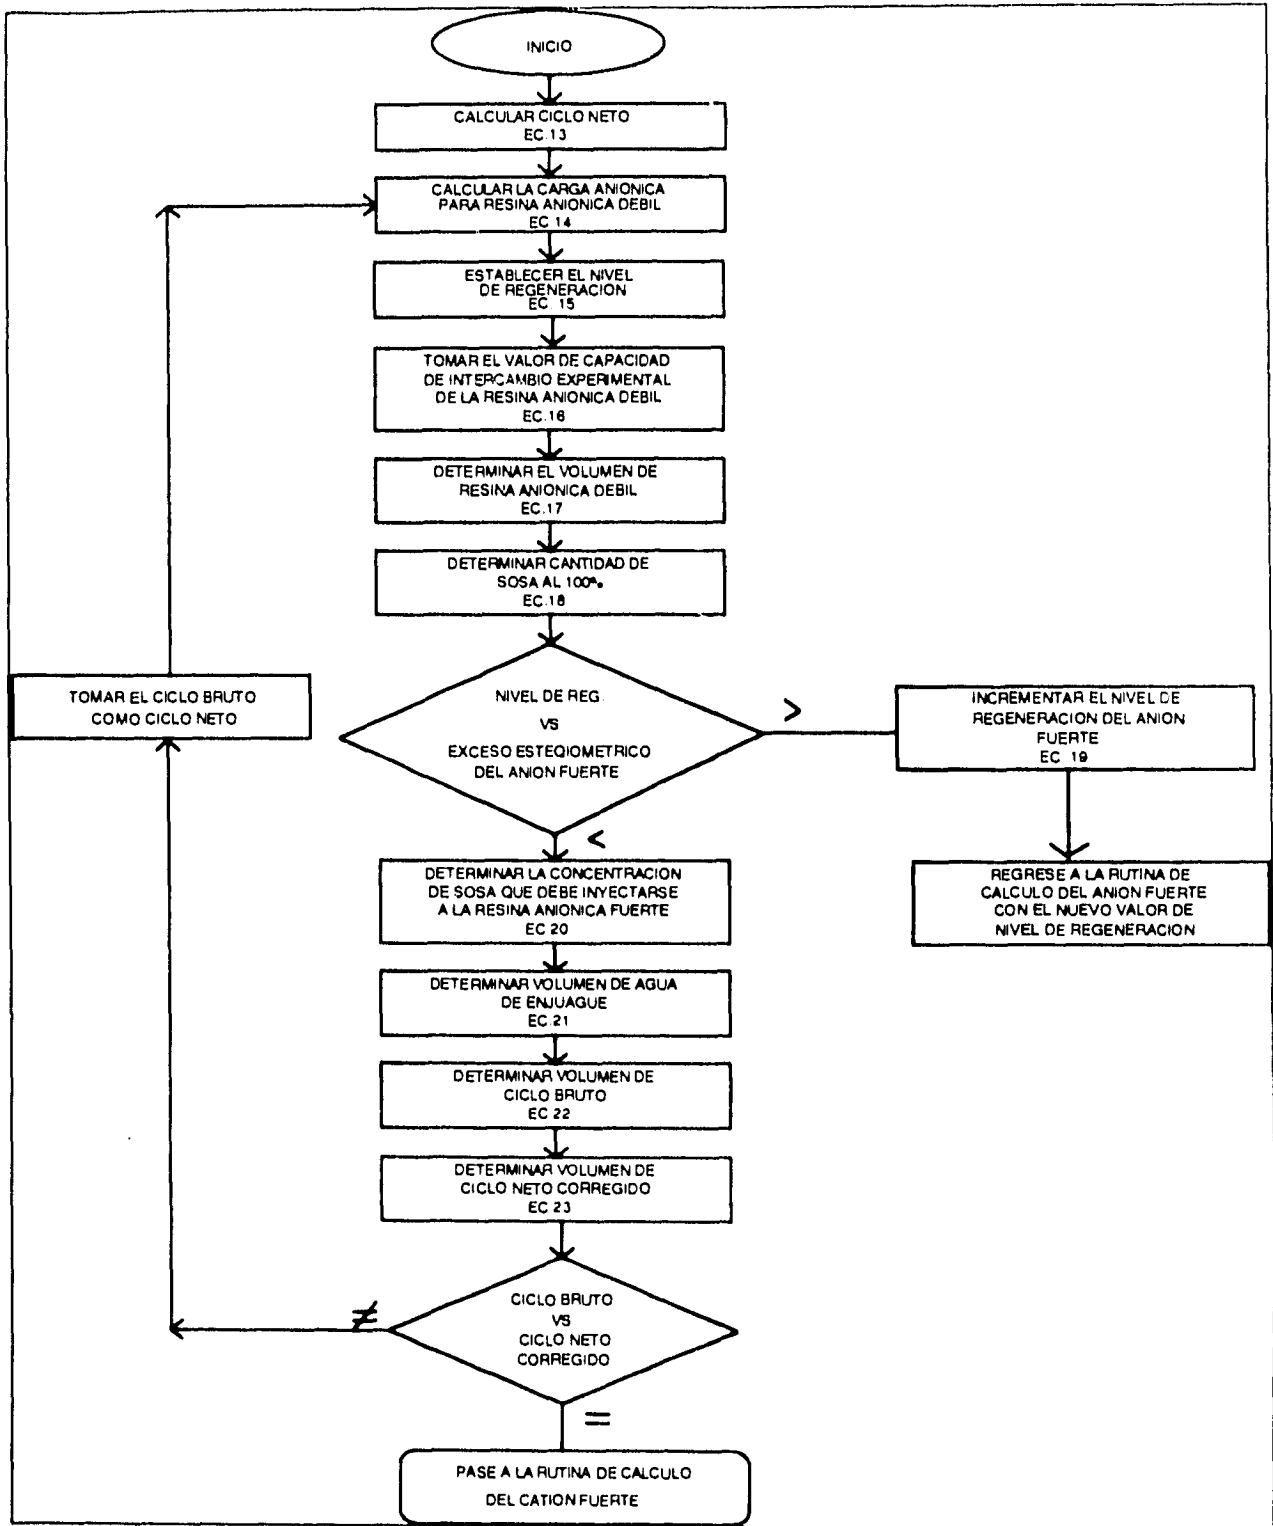 INICIO
CALCULAR CICLO NETO
EC.13
CALCULAR LA CARGA ANIONICA
PARA RESINA ANIONICA DEBIL
EC 14
ESTABLECER EL NIVEL
DE REGENERACION
EC. 15
TOMAR EL VALOR DE CAPACIDAD
DE INTERCAMBIO EXPERIMENTAL
DE LA RESINA ANIONICA DEBIL
EC.16
DETERMINAR EL VOLUMEN DE
RESINA ANIONICA DEBIL
EC.17
DETERMINAR CANTIDAD DE
SOSA AL 100%
EC.18
NIVEL DE REG.
VS
EXCESO ESTEQIOMETRICO
DEL ANION FUERTE
>
INCREMENTAR EL NIVEL DE
REGENERACION DEL ANION
FUERTE
EC 19
REGRESE A LA RUTINA DE
CALCULO DEL ANION FUERTE
CON EL NUEVO VALOR DE
NIVEL DE REGENERACION
<
DETERMINAR LA CONCENTRACION
DE SOSA QUE DEBE INYECTARSE
A LA RESINA ANIONICA FUERTE
EC 20
DETERMINAR VOLUMEN DE AGUA
DE ENJUAGUE
EC.21
DETERMINAR VOLUMEN DE
CICLO BRUTO
EC 22
DETERMINAR VOLUMEN DE
CICLO NETO CORREGIDO
EC 23
CICLO BRUTO
VS
CICLO NETO
CORREGIDO
≠
TOMAR EL CICLO BRUTO
COMO CICLO NETO
=
PASE A LA RUTINA DE CALCULO
DEL CATION FUERTE